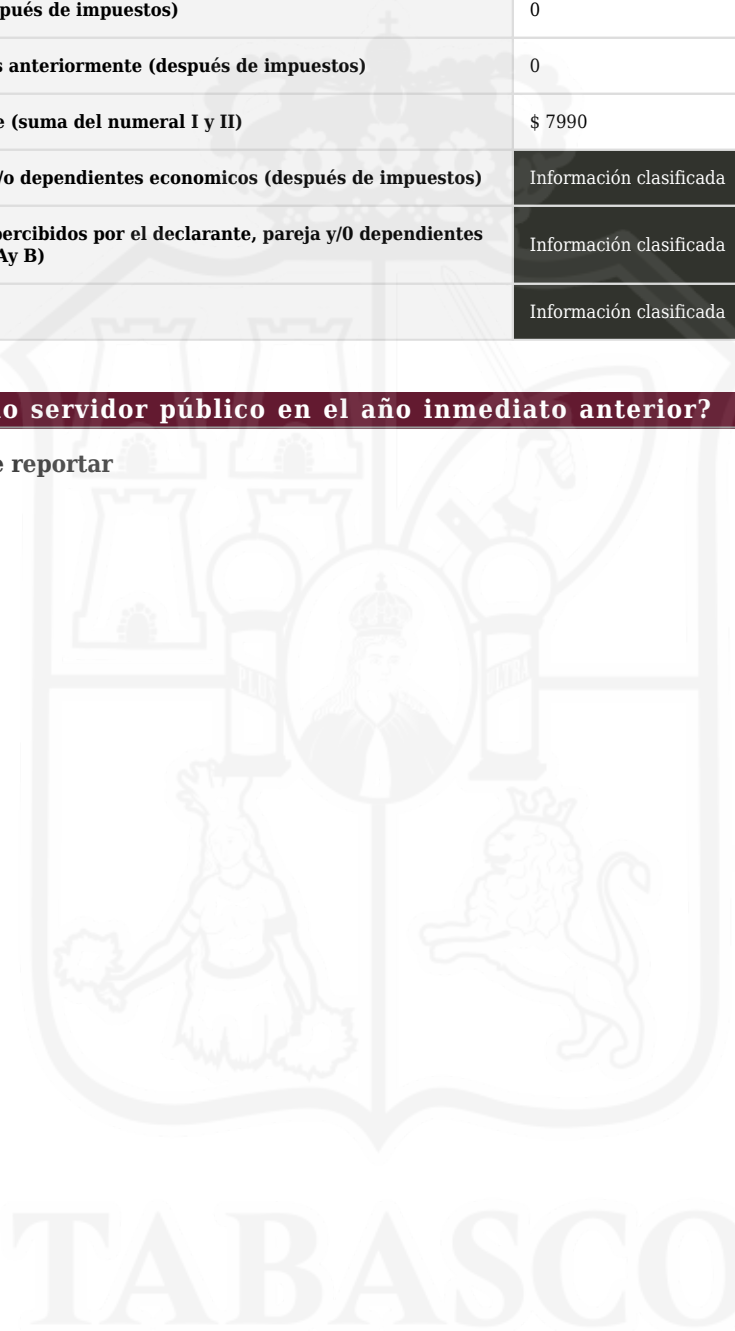 pués de impuestos) 0
s anteriormente (después de impuestos) 0
e (suma del numeral I y II) $ 7990
/o dependientes economicos (después de impuestos) Información clasificada
percibidos por el declarante, pareja y/0 dependientes
Ay B) Información clasificada
Información clasificada
o servidor público en el año inmediato anterior?
e reportar
PLUS ULTRA
TABASCO